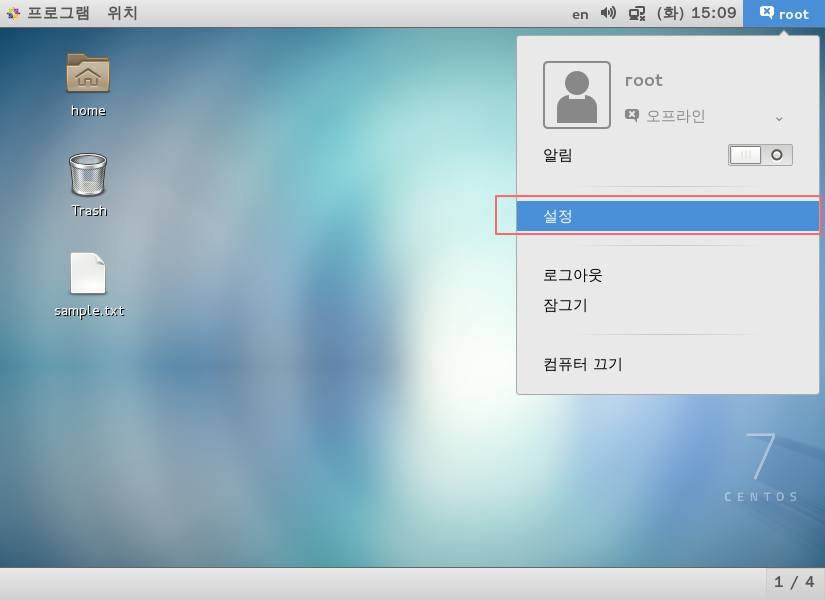 프로그램 위치 en (화) 15:09 root
home
Trash
sample.txt
root
오프라인
알림
설정
로그아웃
잠그기
컴퓨터 끄기
7
CENTOS
1 / 4